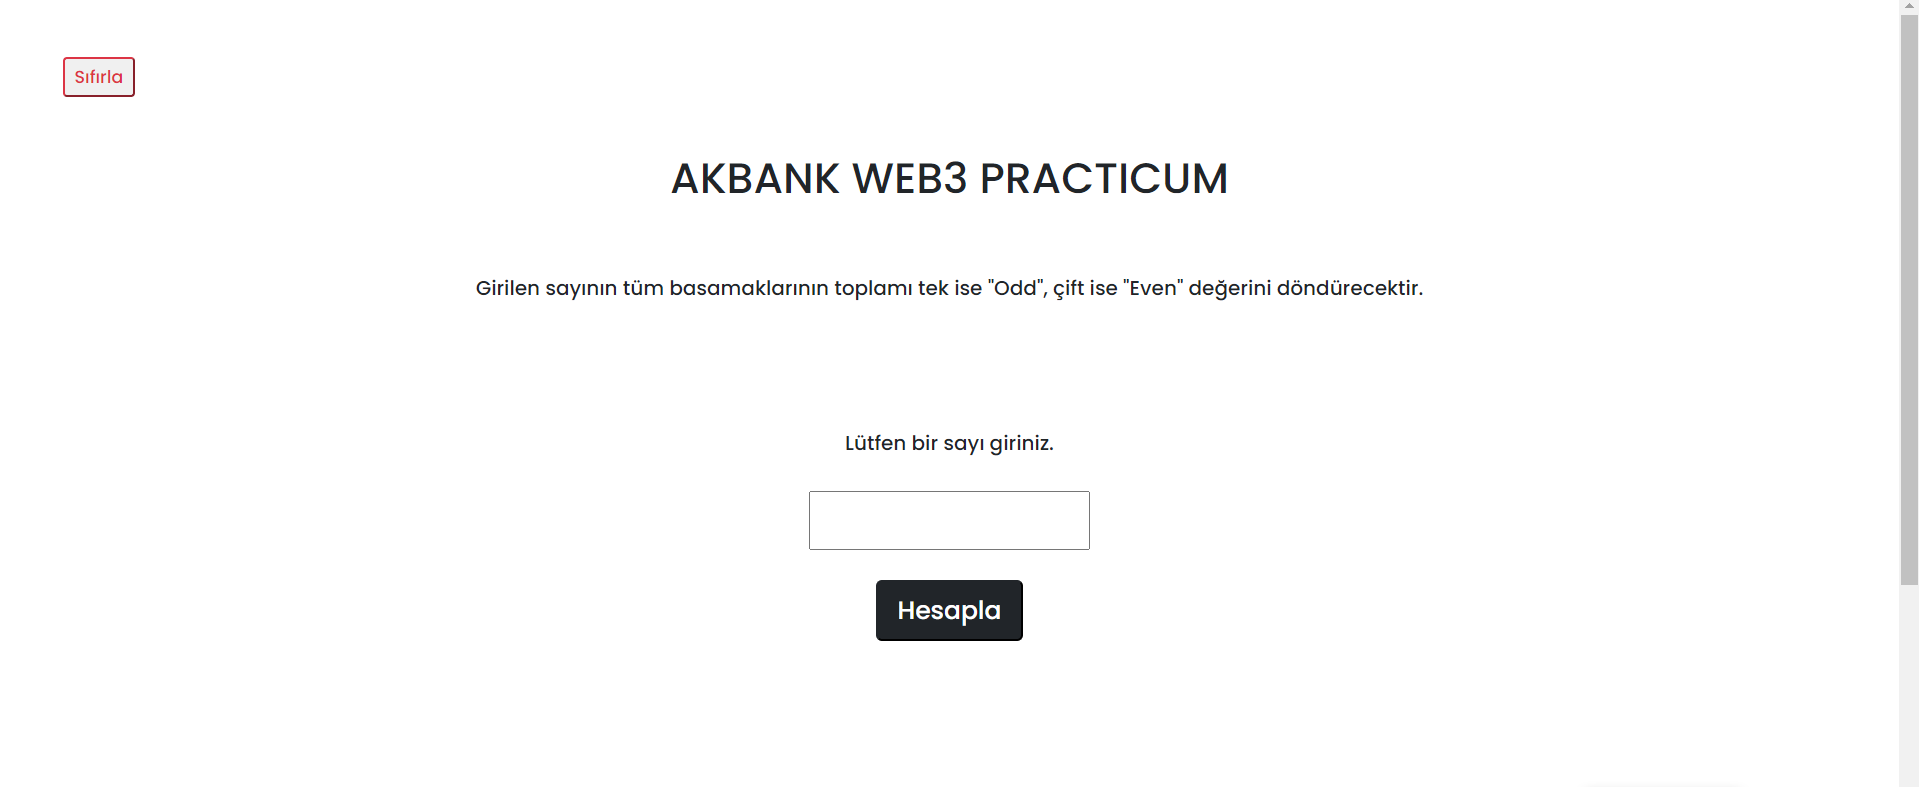 Sıfırla
AKBANK WEB3 PRACTICUM
Girilen sayının tüm basamaklarının toplamı tek ise "Odd", çift ise "Even" değerini döndürecektir.
Lütfen bir sayı giriniz.
Hesapla